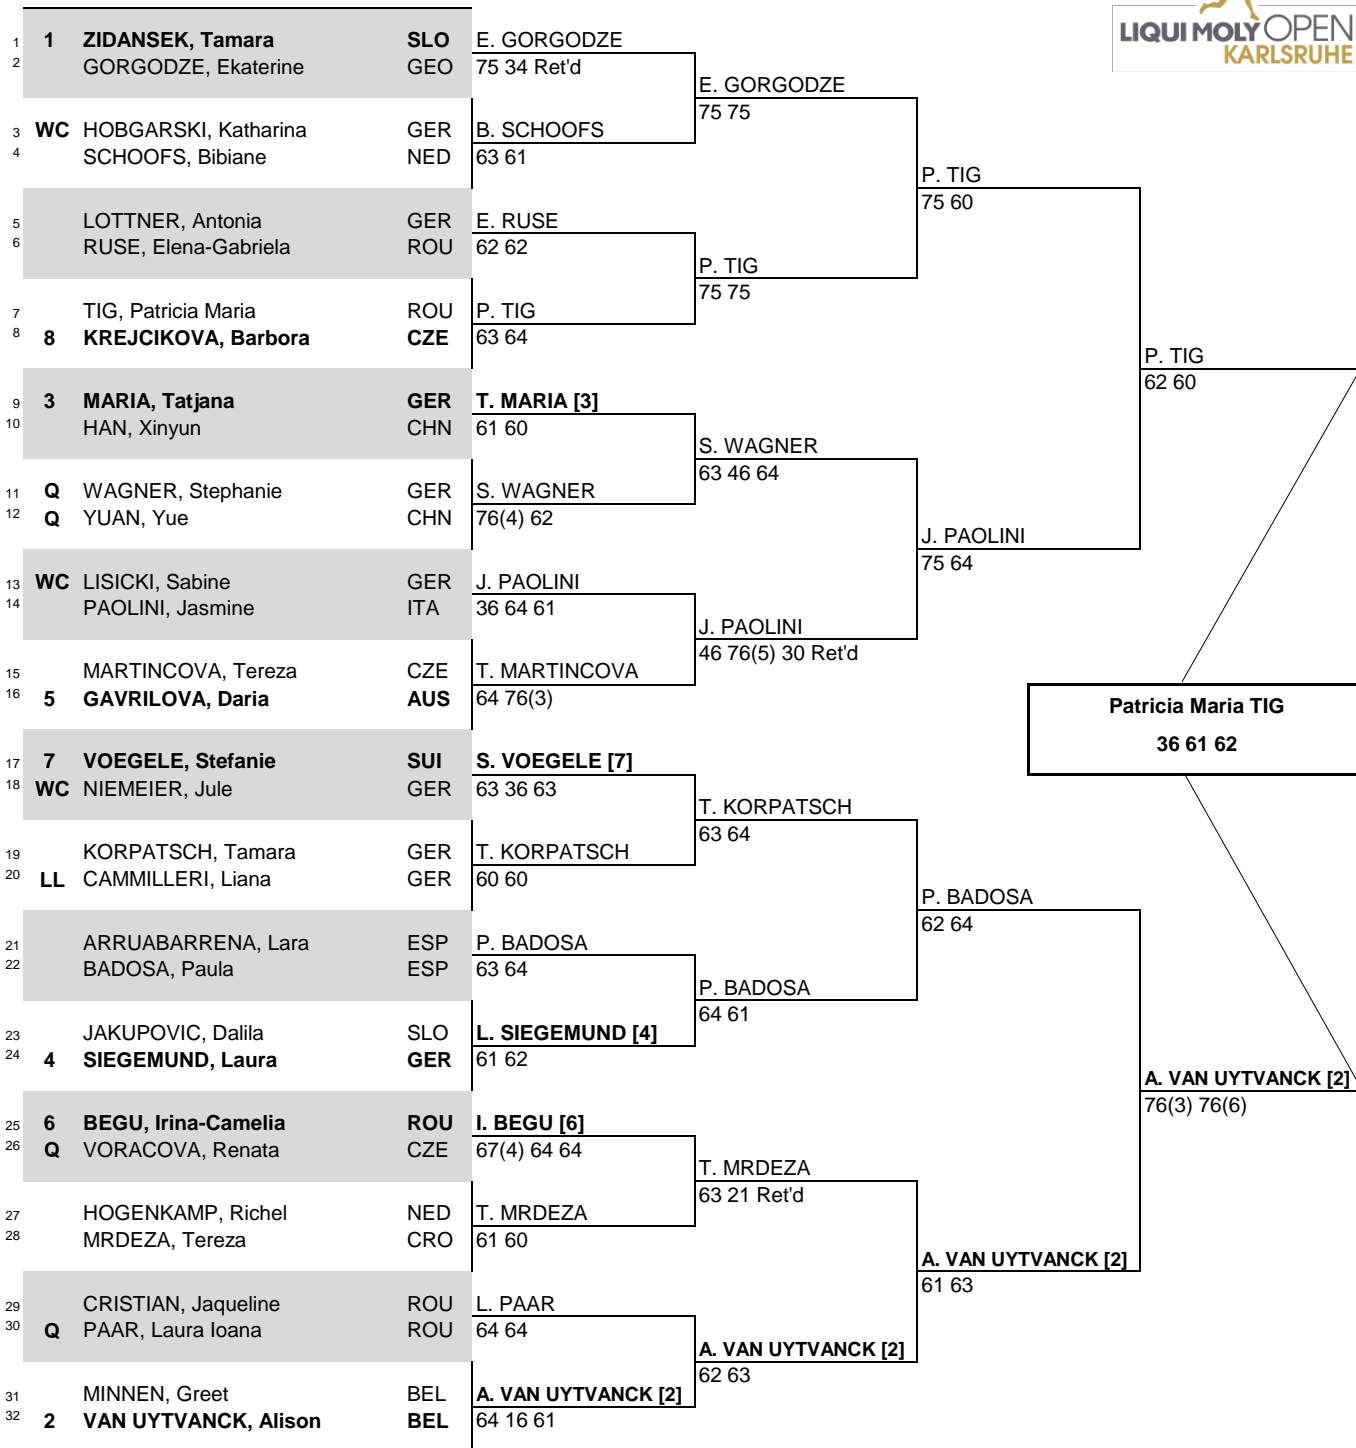 LIQUI MOLY OPEN
KARLSRUHE
1 1 ZIDANSEK, Tamara SLO E. GORGODZE
2 GORGODZE, Ekaterine GEO 75 34 Ret'd
E. GORGODZE
75 75
3 WC HOBGARSKI, Katharina GER B. SCHOOFS
4 SCHOOFS, Bibiane NED 63 61
P. TIG
75 60
5 LOTTNER, Antonia GER E. RUSE
6 RUSE, Elena-Gabriela ROU 62 62
P. TIG
75 75
7 TIG, Patricia Maria ROU P. TIG
8 8 KREJCIKOVA, Barbora CZE 63 64
P. TIG
62 60
9 3 MARIA, Tatjana GER T. MARIA [3]
10 HAN, Xinyun CHN 61 60
S. WAGNER
63 46 64
11 Q WAGNER, Stephanie GER S. WAGNER
12 Q YUAN, Yue CHN 76(4) 62
J. PAOLINI
75 64
13 WC LISICKI, Sabine GER J. PAOLINI
14 PAOLINI, Jasmine ITA 36 64 61
J. PAOLINI
46 76(5) 30 Ret'd
15 MARTINCOVA, Tereza CZE T. MARTINCOVA
16 5 GAVRILOVA, Daria AUS 64 76(3)
Patricia Maria TIG
36 61 62
17 7 VOEGELE, Stefanie SUI S. VOEGELE [7]
18 WC NIEMEIER, Jule GER 63 36 63
T. KORPATSCH
63 64
19 KORPATSCH, Tamara GER T. KORPATSCH
20 LL CAMMILLERI, Liana GER 60 60
P. BADOSA
62 64
21 ARRUABARRENA, Lara ESP P. BADOSA
22 BADOSA, Paula ESP 63 64
P. BADOSA
64 61
23 JAKUPOVIC, Dalila SLO L. SIEGEMUND [4]
24 4 SIEGEMUND, Laura GER 61 62
A. VAN UYTVANCK [2]
76(3) 76(6)
25 6 BEGU, Irina-Camelia ROU I. BEGU [6]
26 Q VORACOVA, Renata CZE 67(4) 64 64
T. MRDEZA
63 21 Ret'd
27 HOGENKAMP, Richel NED T. MRDEZA
28 MRDEZA, Tereza CRO 61 60
A. VAN UYTVANCK [2]
61 63
29 CRISTIAN, Jaqueline ROU L. PAAR
30 Q PAAR, Laura Ioana ROU 64 64
A. VAN UYTVANCK [2]
62 63
31 MINNEN, Greet BEL A. VAN UYTVANCK [2]
32 2 VAN UYTVANCK, Alison BEL 64 16 61